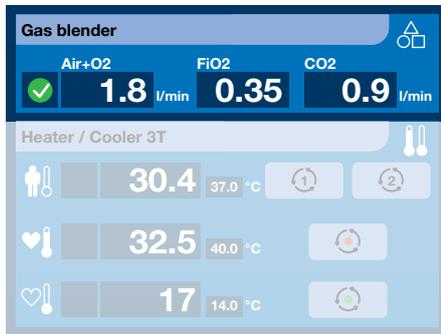 Gas blender
Air+O2 FiO2 CO2
1.8 l/min 0.35 0.9 l/min
Heater / Cooler 3T
30.4 37.0 °C 1 2
32.5 40.0 °C
17 14.0 °C